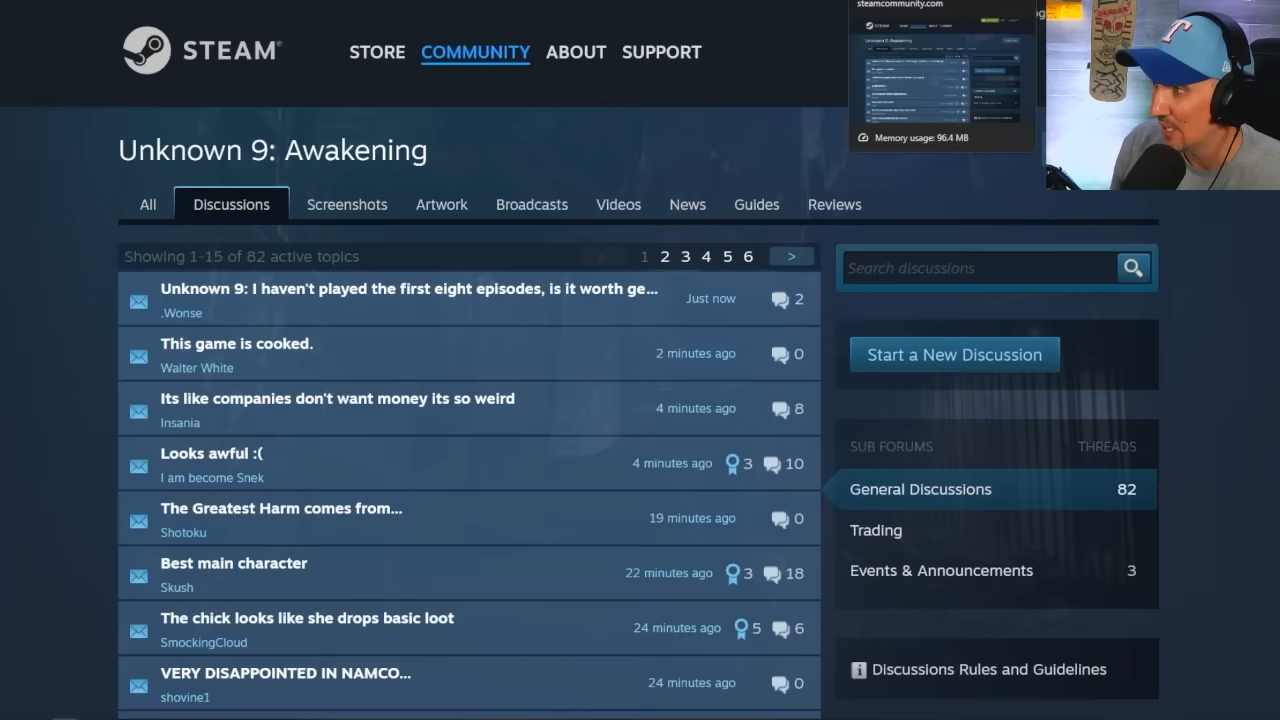 steamcommunity.com
STEAM®
STORE COMMUNITY ABOUT SUPPORT
Unknown 9: Awakening
Memory usage: 96.4 MB
Unknown 9: Awakening
All Discussions Screenshots Artwork Broadcasts Videos News Guides Reviews
Showing 1-15 of 82 active topics
1 2 3 4 5 6 >
Search discussions
Unknown 9: I haven't played the first eight episodes, is it worth ge...
Just now
2
.Wonse
This game is cooked.
2 minutes ago
0
Walter White
Its like companies don't want money its so weird
4 minutes ago
8
Insania
Looks awful :(
4 minutes ago
3
10
I am become Snek
The Greatest Harm comes from...
19 minutes ago
0
Shotoku
Best main character
22 minutes ago
3
18
Skush
The chick looks like she drops basic loot
24 minutes ago
5
6
SmockingCloud
VERY DISAPPOINTED IN NAMCO...
24 minutes ago
0
shovine1
Start a New Discussion
SUB FORUMS THREADS
General Discussions 82
Trading
Events & Announcements 3
Discussions Rules and Guidelines
T